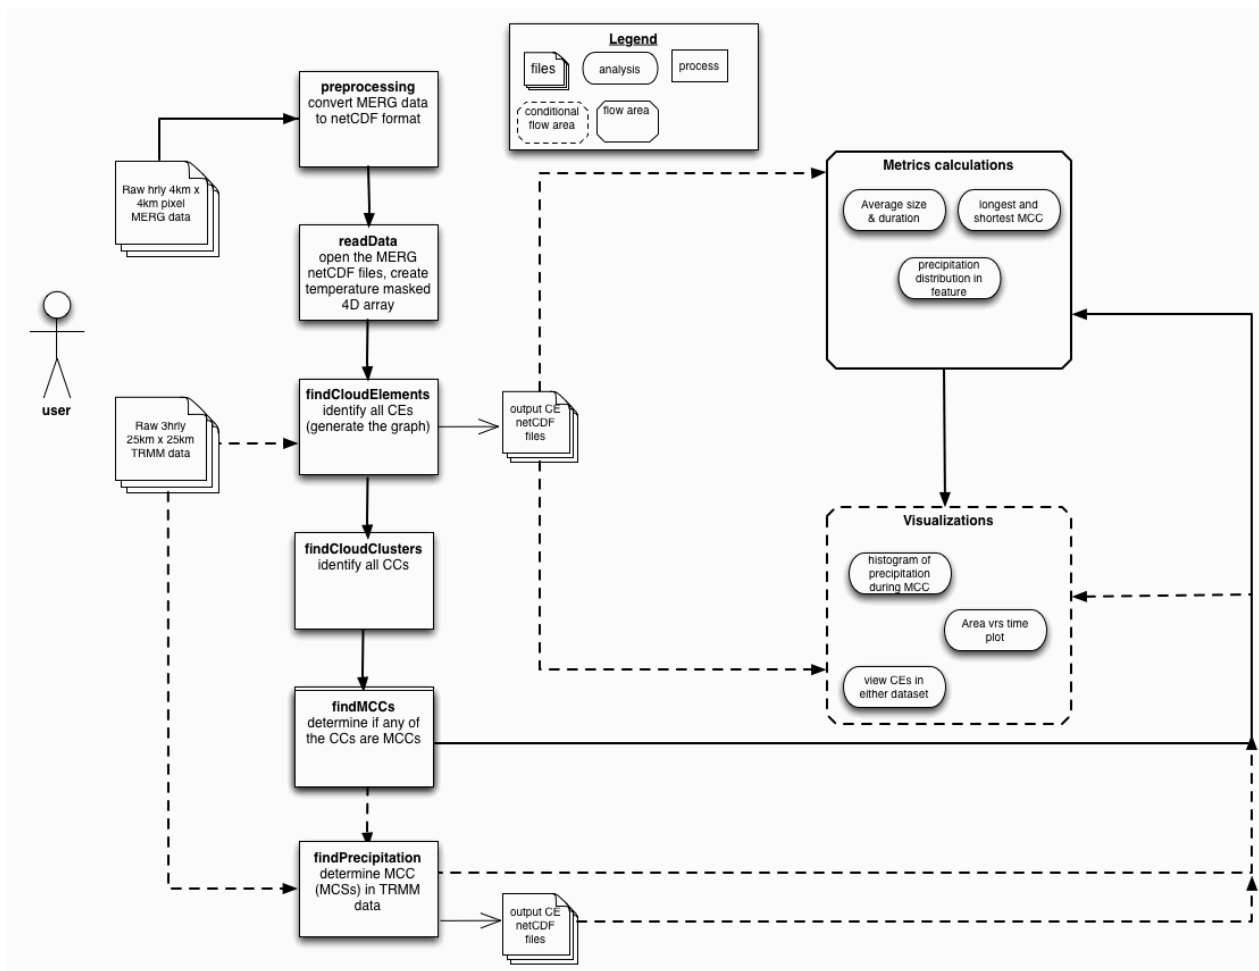 Legend
files
analysis
process
conditional
flow area
flow area
preprocessing
convert MERG data
to netCDF format
Raw hrly 4km x
4km pixel
MERG data
readData
open the MERG
netCDF files, create
temperature masked
4D array
user
findCloudElements
identify all CEs
(generate the graph)
output CE
netCDF
files
Raw 3hrly
25km x 25km
TRMM data
findCloudClusters
identify all CCs
findMCCs
determine if any of
the CCs are MCCs
findPrecipitation
determine MCC
(MCSs) in TRMM
data
output CE
netCDF
files
Metrics calculations
Average size
& duration
longest and
shortest MCC
precipitation
distribution in
feature
Visualizations
histogram of
precipitation
during MCC
Area vrs time
plot
view CEs in
either dataset